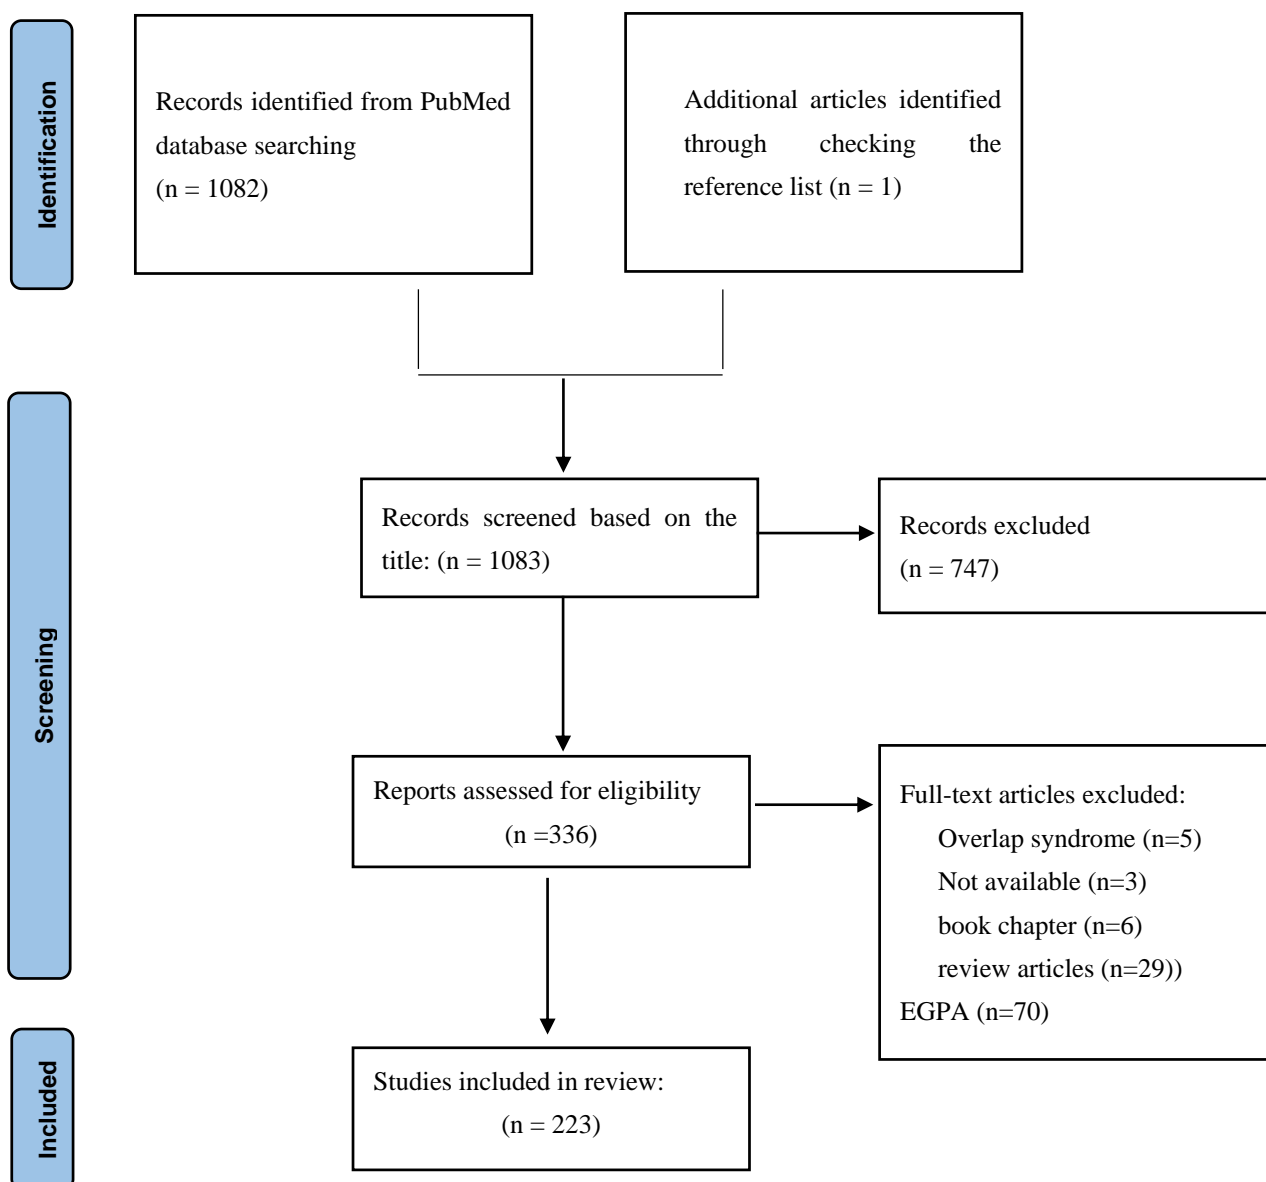 Identification
Records identified from PubMed
database searching
(n = 1082)
Additional articles identified
through checking the
reference list (n = 1)
Screening
Records screened based on the
title: (n = 1083)
Records excluded
(n = 747)
Reports assessed for eligibility
(n =336)
Full-text articles excluded:
Overlap syndrome (n=5)
Not available (n=3)
book chapter (n=6)
review articles (n=29))
EGPA (n=70)
Included
Studies included in review:
(n = 223)